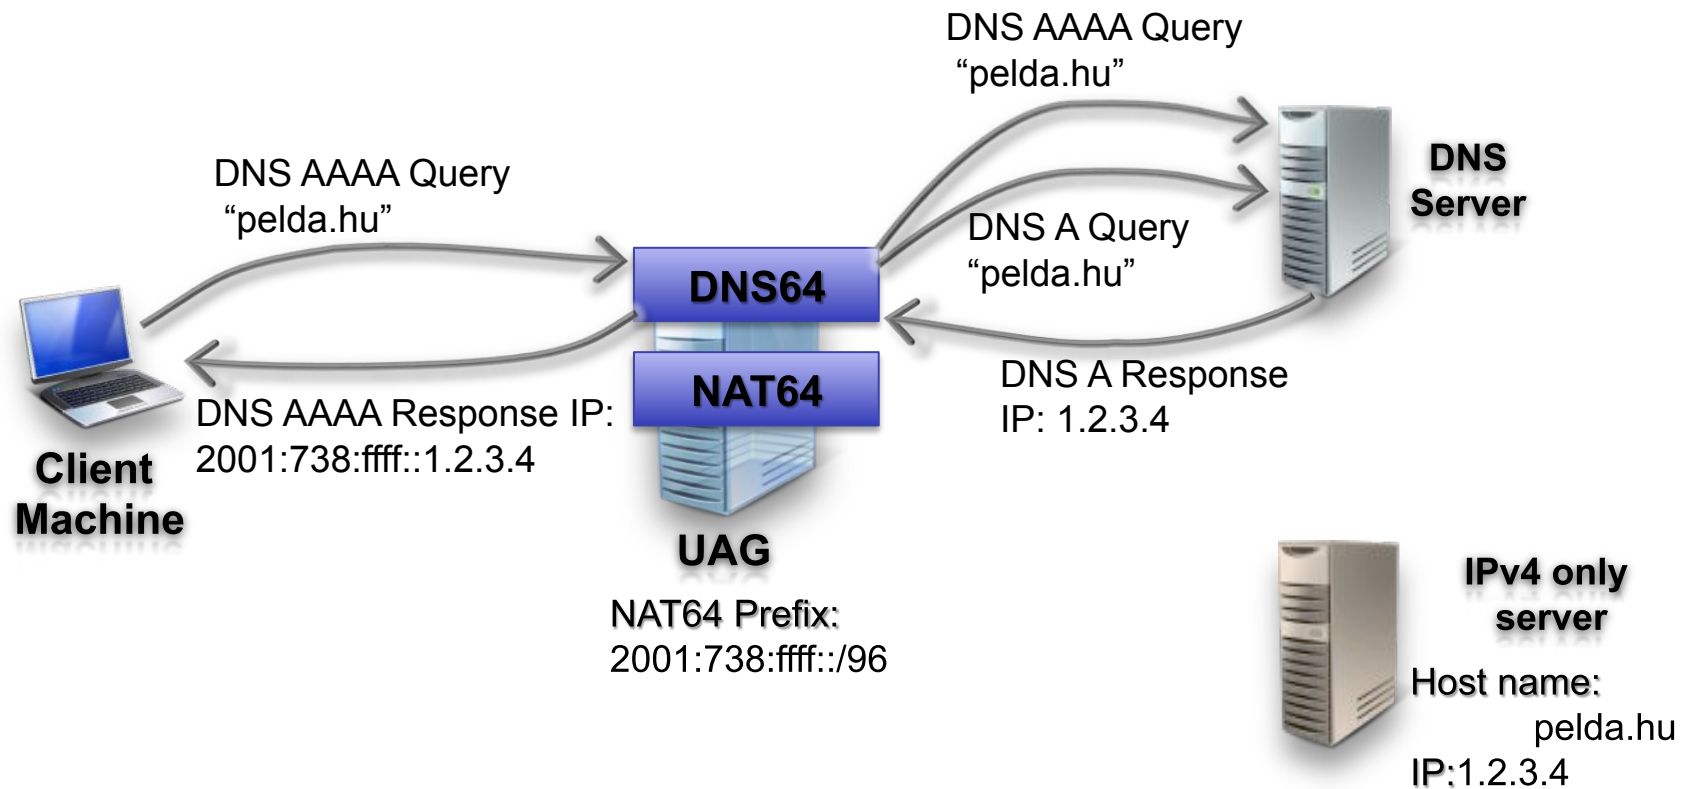 DNS AAAA Query
“pelda.hu”
DNS
Server
DNS AAAA Query
“pelda.hu”
DNS A Query
“pelda.hu”
DNS64
NAT64
DNS A Response
IP: 1.2.3.4
DNS AAAA Response IP:
2001:738:ffff::1.2.3.4
Client
Machine
UAG
NAT64 Prefix:
2001:738:ffff::/96
IPv4 only
server
Host name:
pelda.hu
IP:1.2.3.4